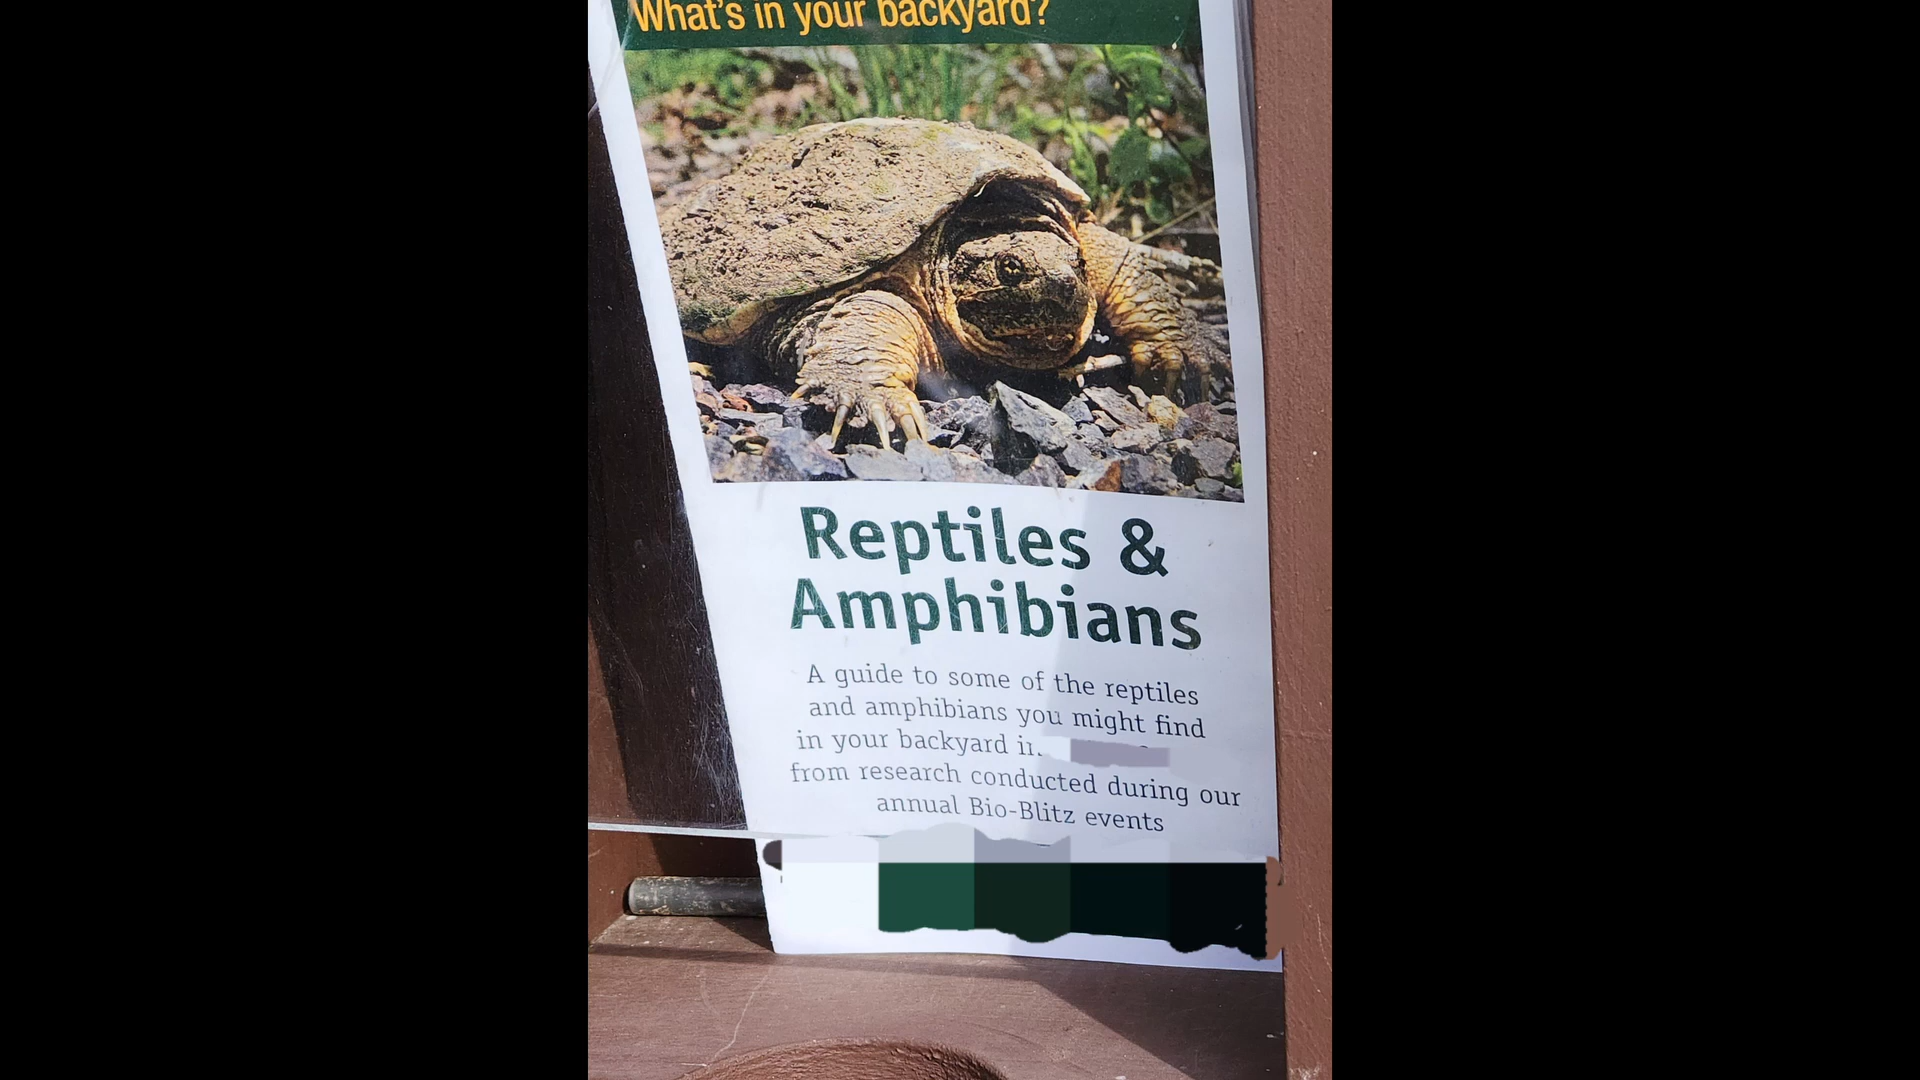 What's in your backyard?
Reptiles &
Amphibians
A guide to some of the reptiles
and amphibians you might find
in your backyard in
from research conducted during our
annual Bio-Blitz events